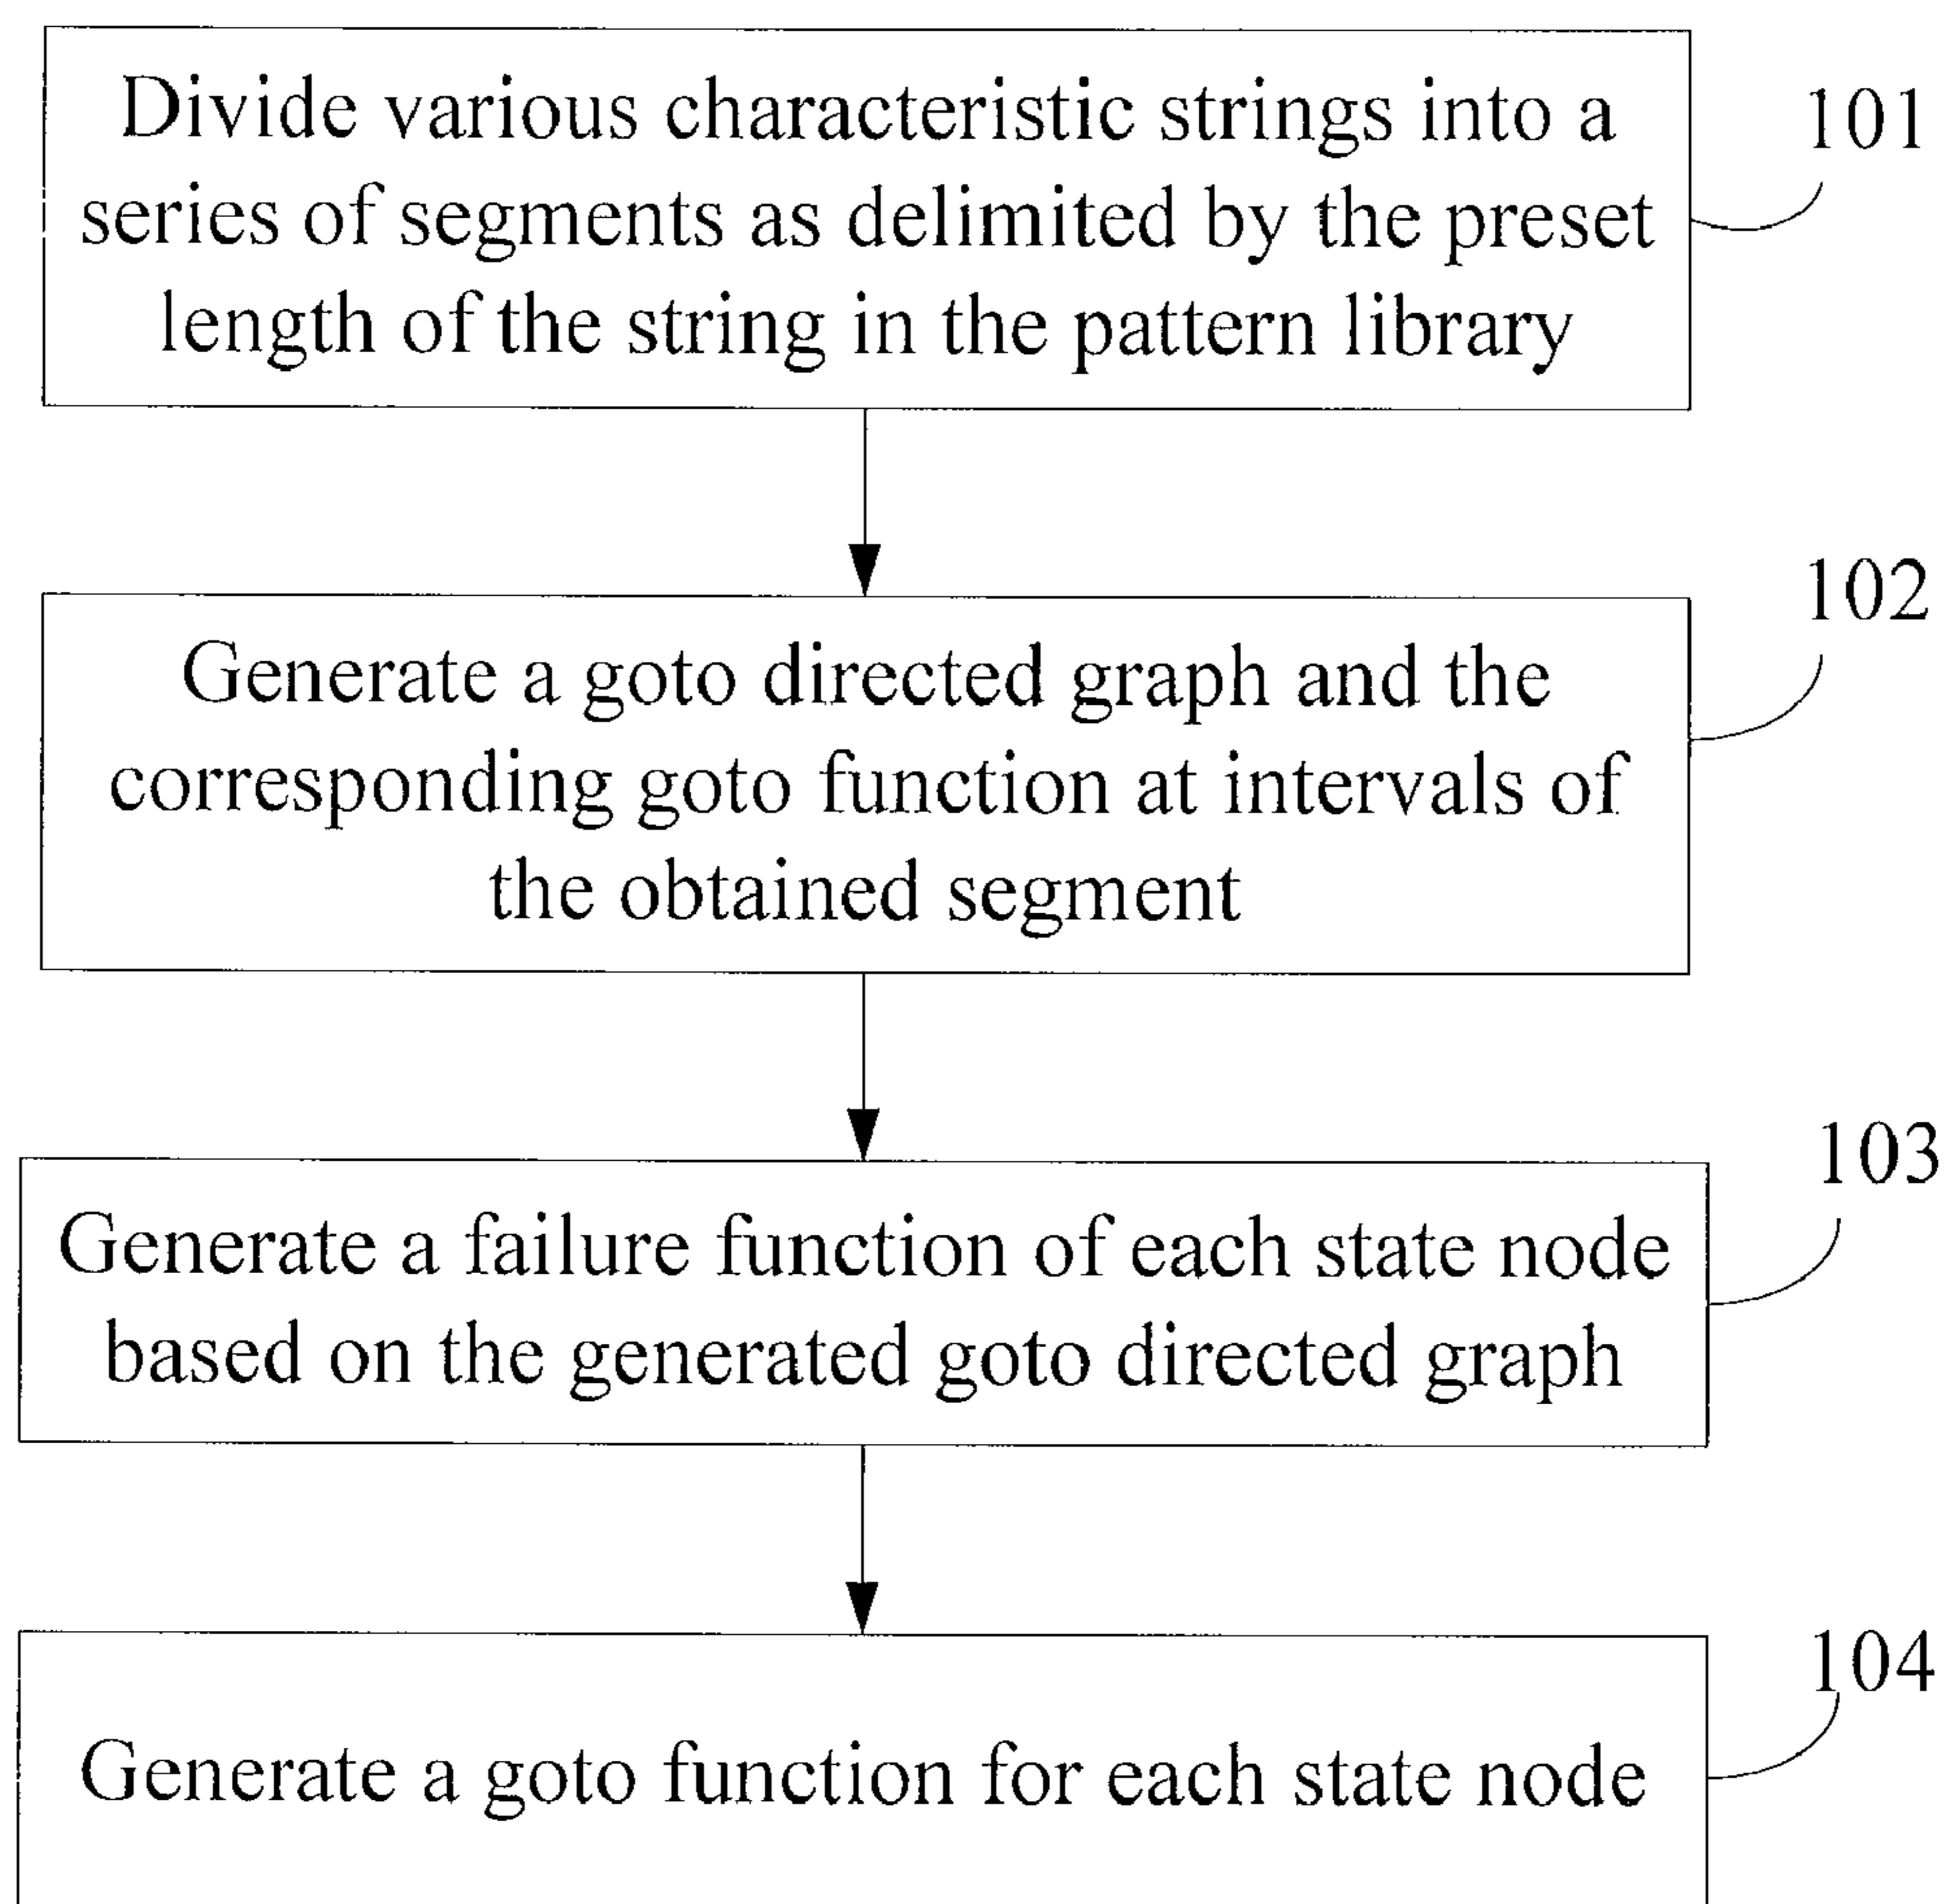 Divide various characteristic strings into a
101
series of segments as delimited by the preset
length of the string in the pattern library
102
Generate a goto directed graph and the
corresponding goto function at intervals of
the obtained segment
103
Generate a failure function of each state node
based on the generated goto directed graph
104
Generate a goto function for each state node